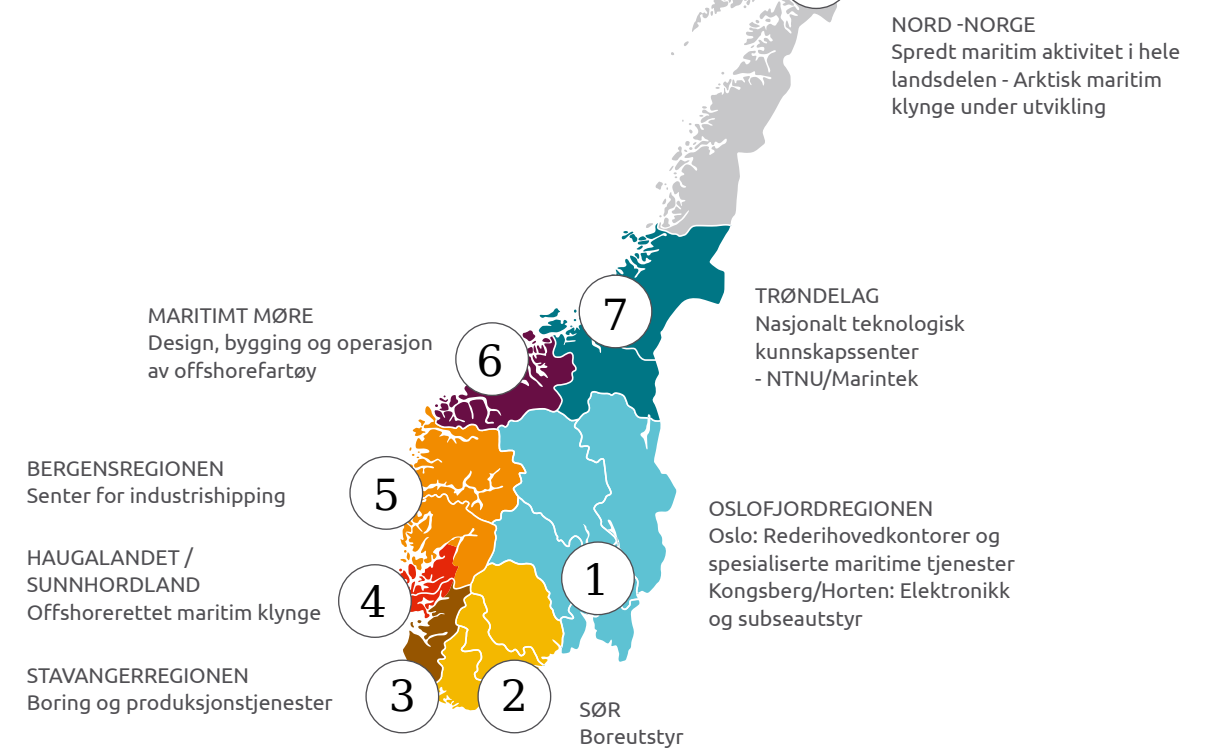 NORD -NORGE
Spredt maritim aktivitet i hele
landsdelen - Arktisk maritim
klynge under utvikling
7
TRØNDELAG
Nasjonalt teknologisk
kunnskapssenter
- NTNU/Marintek
MARITIMT MØRE
Design, bygging og operasjon
av offshorefartøy
6
BERGENSREGIONEN
Senter for industrishipping
5
OSLOFJORDREGIONEN
Oslo: Rederihovedkontorer og
spesialiserte maritime tjenester
Kongsberg/Horten: Elektronikk
og subseautstyr
1
HAUGALANDET /
SUNNHORDLAND
Offshorerettet maritim klynge
4
STAVANGERREGIONEN
Boring og produksjonstjenester
3
2
SØR
Boreutstyr